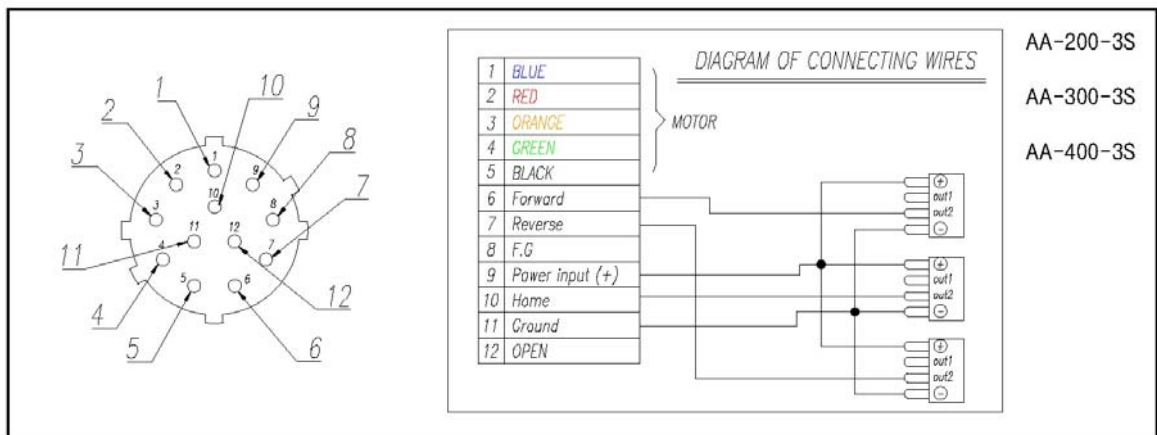 1
10
2
9
3
8
7
11
4
12
5
6
1
2
9
10
3
8
11
12
4
7
5
6
DIAGRAM OF CONNECTING WIRES
1 BLUE
2 RED
3 ORANGE
4 GREEN
5 BLACK
6 Forward
7 Reverse
8 F.G
9 Power input (+)
10 Home
11 Ground
12 OPEN
MOTOR
+
out1
out2
-
+
out1
out2
-
+
out1
out2
-
AA-200-3S
AA-300-3S
AA-400-3S